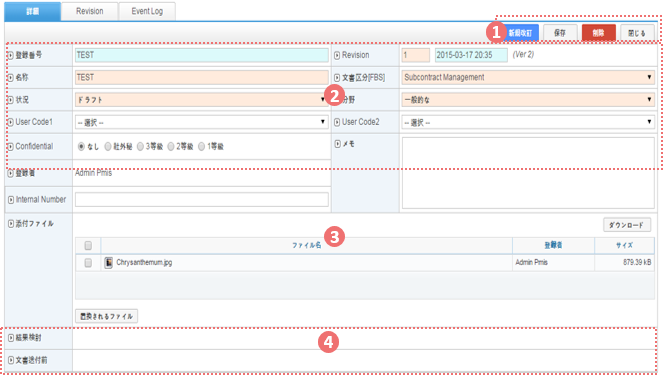 詳細 Revision Event Log
1 新規改訂 保存 削除 閉じる
登録番号 TEST Revision 1 2015-03-17 20:35 (Ver 2)
名称 TEST 文書区分[FBS] Subcontract Management
状況 ドラフト 2 分野 一般的な
User Code1 -- 選択 -- User Code2 -- 選択 --
Confidential なし 社外秘 3等級 2等級 1等級 メモ
登録者 Admin Pmis
Internal Number
添付ファイル ダウンロード
3
ファイル名 登録者 サイズ
Chrysanthemum.jpg Admin Pmis 879.39 kB
置換されるファイル
結果検討 4
文書送付前